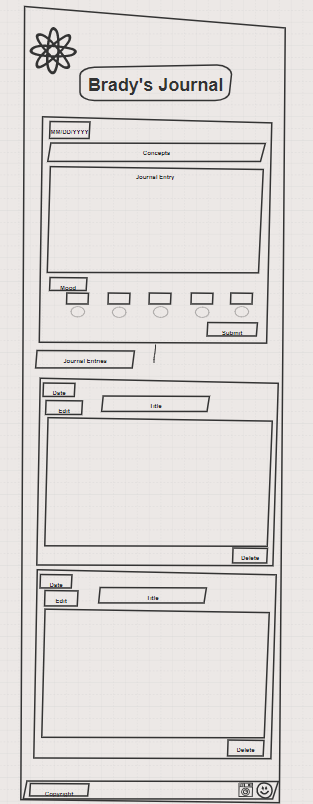 Brady's Journal
MM/DD/YYYY
Concepts
Journal Entry
Mood
Submit
Journal Entries
Date
Edit
Title
Delete
Date
Edit
Title
Delete
Copyright